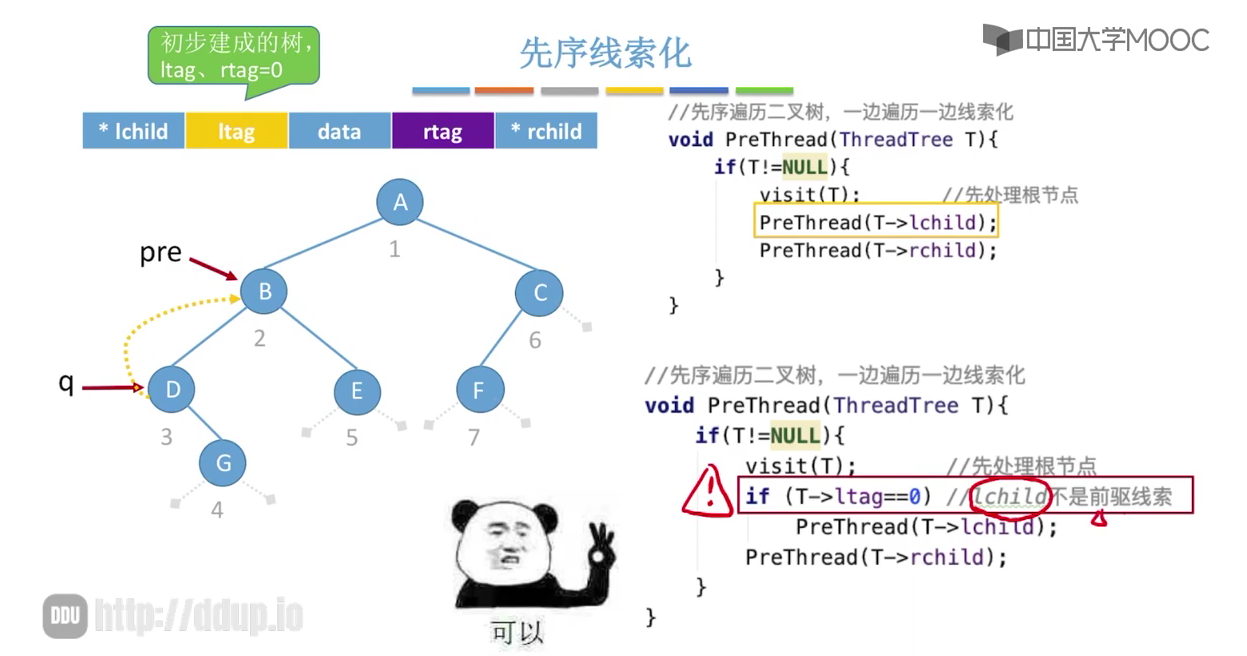 初步建成的树,
ltag、rtag=0
先序线索化
中国大学MOOC
* lchild ltag data rtag * rchild
//先序遍历二叉树，一边遍历一边线索化
void PreThread(ThreadTree T){
if(T!=NULL){
visit(T); //先处理根节点
PreThread(T->lchild);
PreThread(T->rchild);
}
}
A
1
pre
B
2
C
6
q
D
3
E
5
F
7
G
4
//先序遍历二叉树，一边遍历一边线索化
void PreThread(ThreadTree T){
if(T!=NULL){
visit(T); //先处理根节点
!
if (T->ltag==0) //lchild不是前驱线索
PreThread(T->lchild);
PreThread(T->rchild);
}
}
可以
DDU http://ddup.io